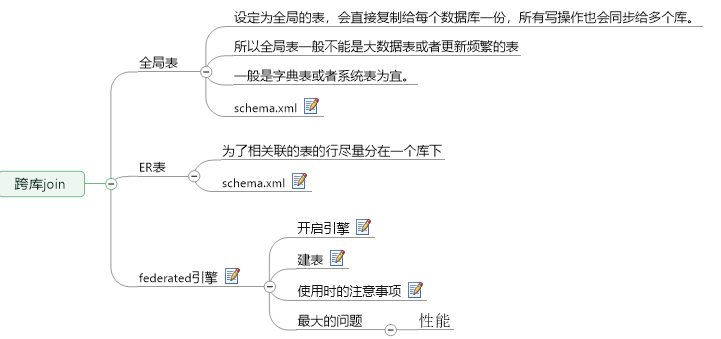 跨库join
全局表
设定为全局的表，会直接复制给每个数据库一份，所有写操作也会同步给多个库。
所以全局表一般不能是大数据表或者更新频繁的表
一般是字典表或者系统表为宜。
schema.xml
ER表
为了相关联的表的行尽量分在一个库下
schema.xml
federated引擎
开启引擎
建表
使用时的注意事项
最大的问题
性能